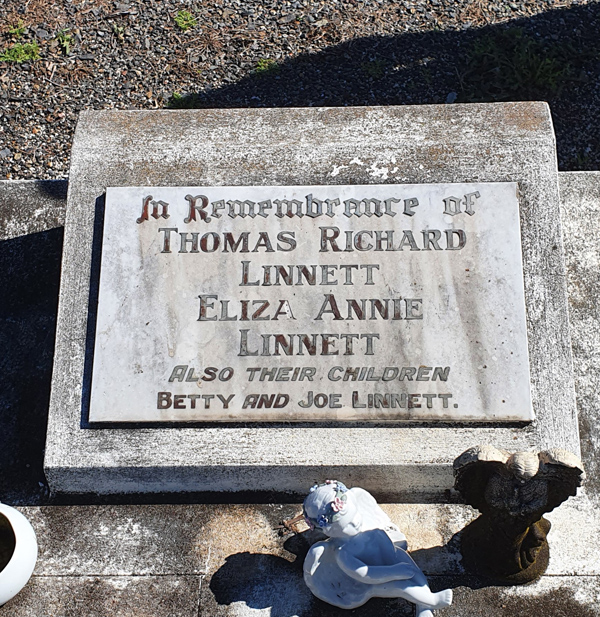 In Remembrance of
THOMAS RICHARD
LINNETT
ELIZA ANNIE
LINNETT
ALSO THEIR CHILDREN
BETTY AND JOE LINNETT.